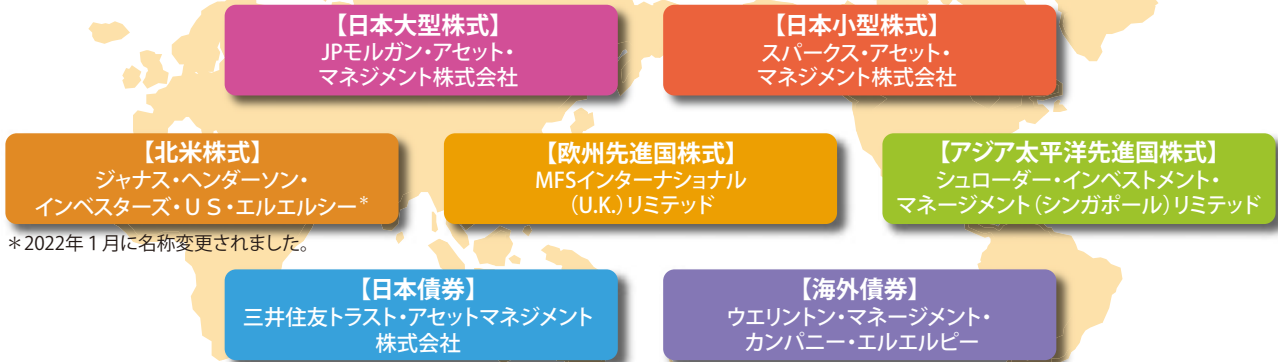 【日本大型株式】
JPモルガン・アセット・
マネジメント株式会社
【日本小型株式】
スパークス・アセット・
マネジメント株式会社
【北米株式】
ジャナス・ヘンダーソン・
インベスターズ・ＵＳ・エルエルシー＊
【欧州先進国株式】
MFSインターナショナル
（U.K.）リミテッド
【アジア太平洋先進国株式】
シュローダー・インベストメント・
マネージメント（シンガポール）リミテッド
＊2022年１月に名称変更されました。
【日本債券】
三井住友トラスト・アセットマネジメント
株式会社
【海外債券】
ウエリントン・マネージメント・
カンパニー・エルエルピー